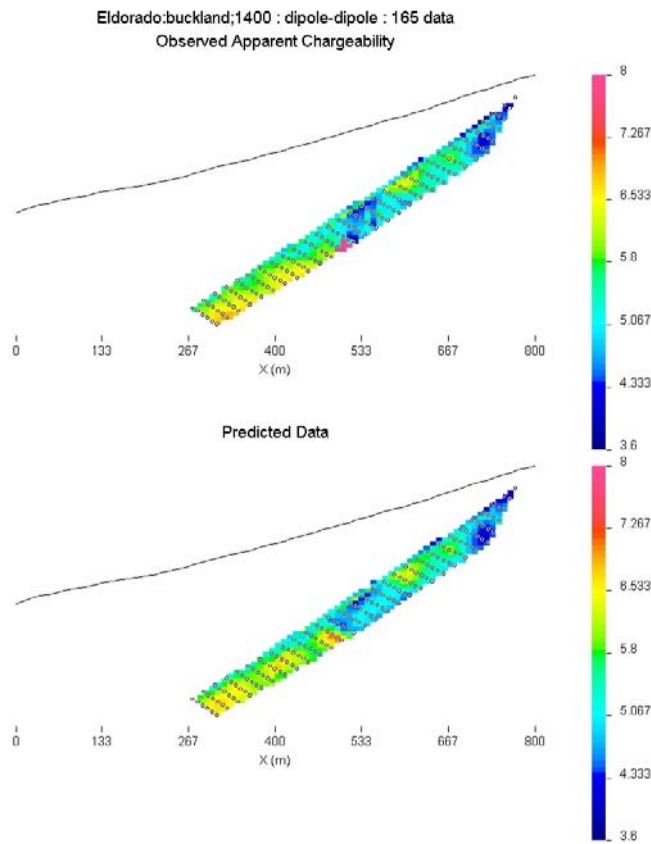 Eldorado:buckland;1400 : dipole-dipole : 165 data
Observed Apparent Chargeability
8
7.267
6.533
5.8
5.067
4.333
3.6
0 133 267 400 533 667 800
X (m)
Predicted Data
8
7.267
6.533
5.8
5.067
4.333
3.6
0 133 267 400 533 667 800
X (m)